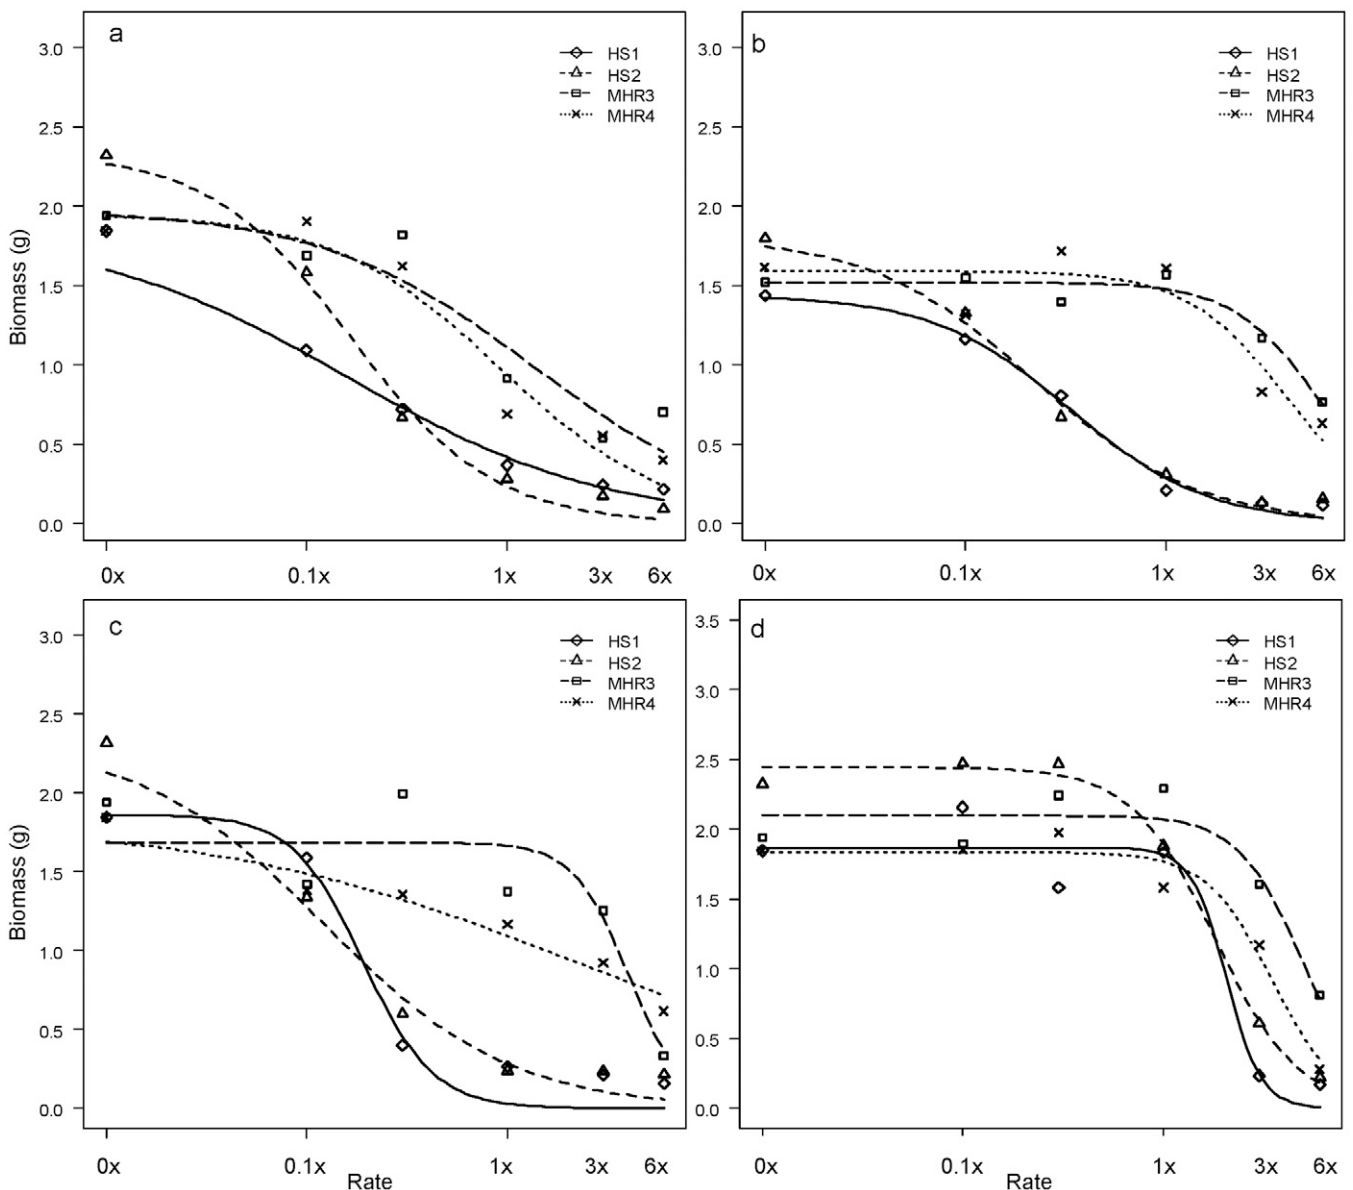 a
HS1
HS2
MHR3
MHR4
3.0
2.5
2.0
1.5
1.0
0.5
0.0
Biomass (g)
0x
0.1x
1x
3x
6x
b
HS1
HS2
MHR3
MHR4
3.0
2.5
2.0
1.5
1.0
0.5
0.0
0x
0.1x
1x
3x
6x
c
HS1
HS2
MHR3
MHR4
3.0
2.5
2.0
1.5
1.0
0.5
0.0
Biomass (g)
0x
0.1x
1x
3x
6x
Rate
d
HS1
HS2
MHR3
MHR4
3.5
3.0
2.5
2.0
1.5
1.0
0.5
0.0
0x
0.1x
1x
3x
6x
Rate